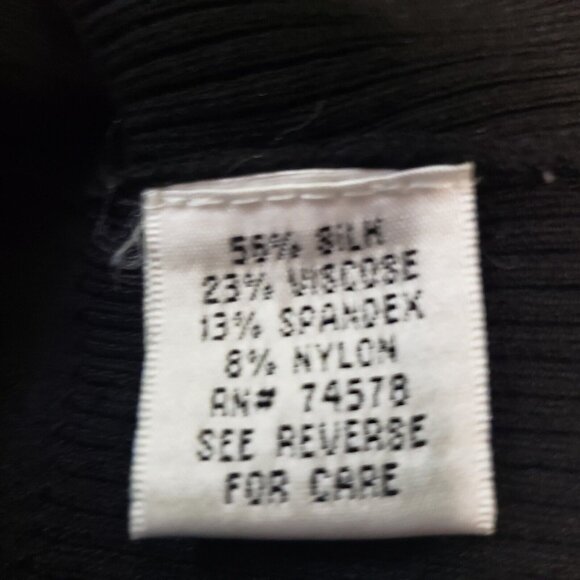 56% SILK
23% VISCOSE
13% SPANDEX
8% NYLON
RN# 74578
SEE REVERSE
FOR CARE